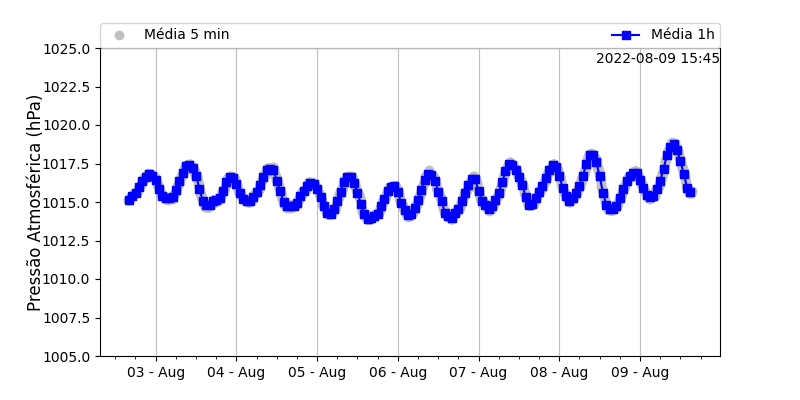 Média 5 min
Média 1h
2022-08-09 15:45
Pressão Atmosférica (hPa)
1025.0
1022.5
1020.0
1017.5
1015.0
1012.5
1010.0
1007.5
1005.0
03 - Aug
04 - Aug
05 - Aug
06 - Aug
07 - Aug
08 - Aug
09 - Aug